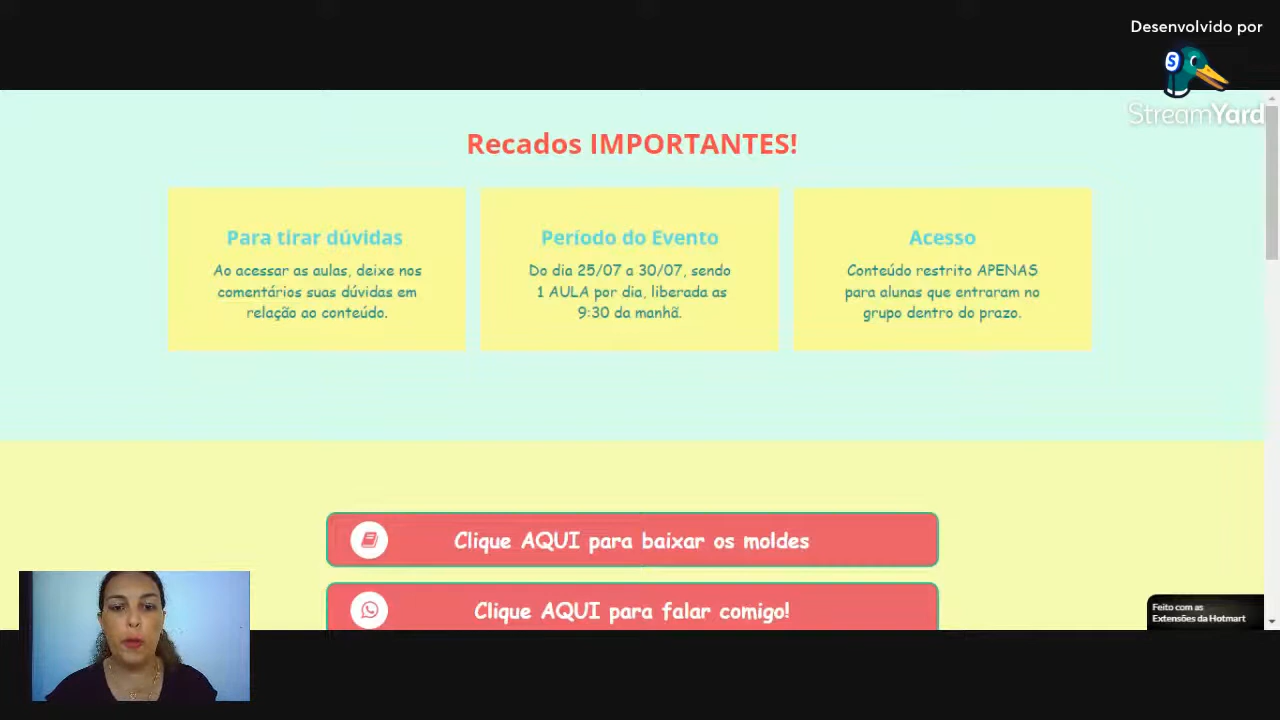 Desenvolvido por
S
StreamYard
Recados IMPORTANTES!
Para tirar dúvidas
Ao acessar as aulas, deixe nos
comentários suas dúvidas em
relação ao conteúdo.
Período do Evento
Do dia 25/07 a 30/07, sendo
1 AULA por dia, liberada as
9:30 da manhã.
Acesso
Conteúdo restrito APENAS
para alunas que entraram no
grupo dentro do prazo.
Clique AQUI para baixar os moldes
Clique AQUI para falar comigo!
Feito com as
Extensões da Hotmart